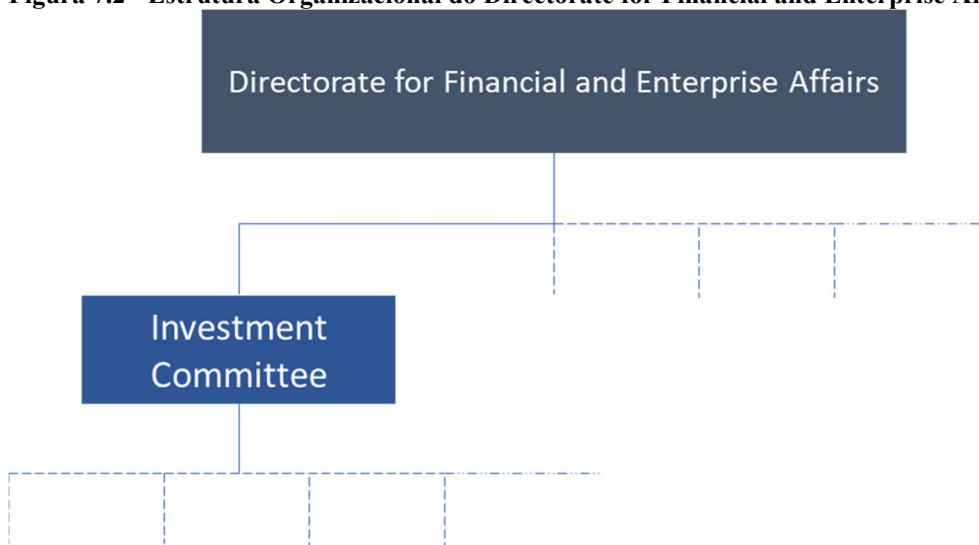 Figura 7.2 - Estrutura Organizacional do Directorate for Financial and Enterprise
Directorate for Financial and Enterprise Affairs
Investment
Committee